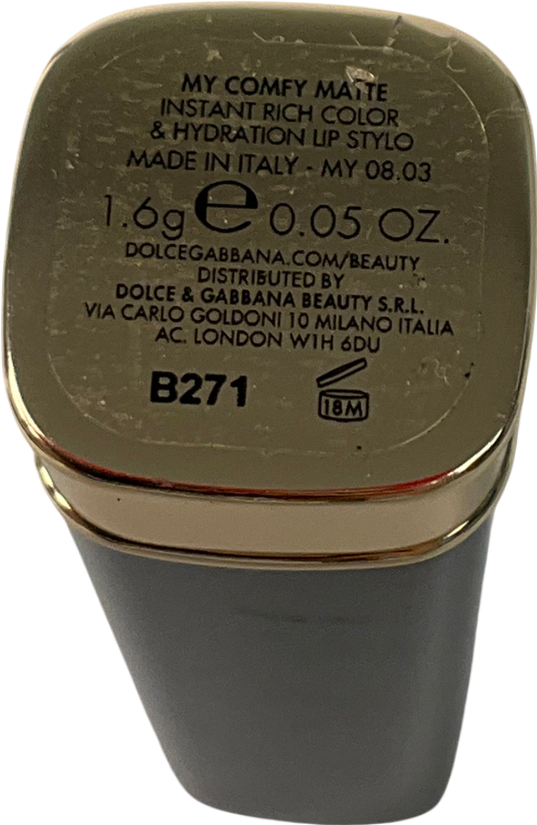 MY COMFY MATTE
INSTANT RICH COLOR
& HYDRATION LIP STYLO
MADE IN ITALY - MY 08.03
1.6g e 0.05 OZ.
DOLCEGABBANA.COM/BEAUTY
DISTRIBUTED BY
DOLCE & GABBANA BEAUTY S.R.L.
VIA CARLO GOLDONI 10 MILANO ITALIA
AC. LONDON W1H 6DU
B271
18M